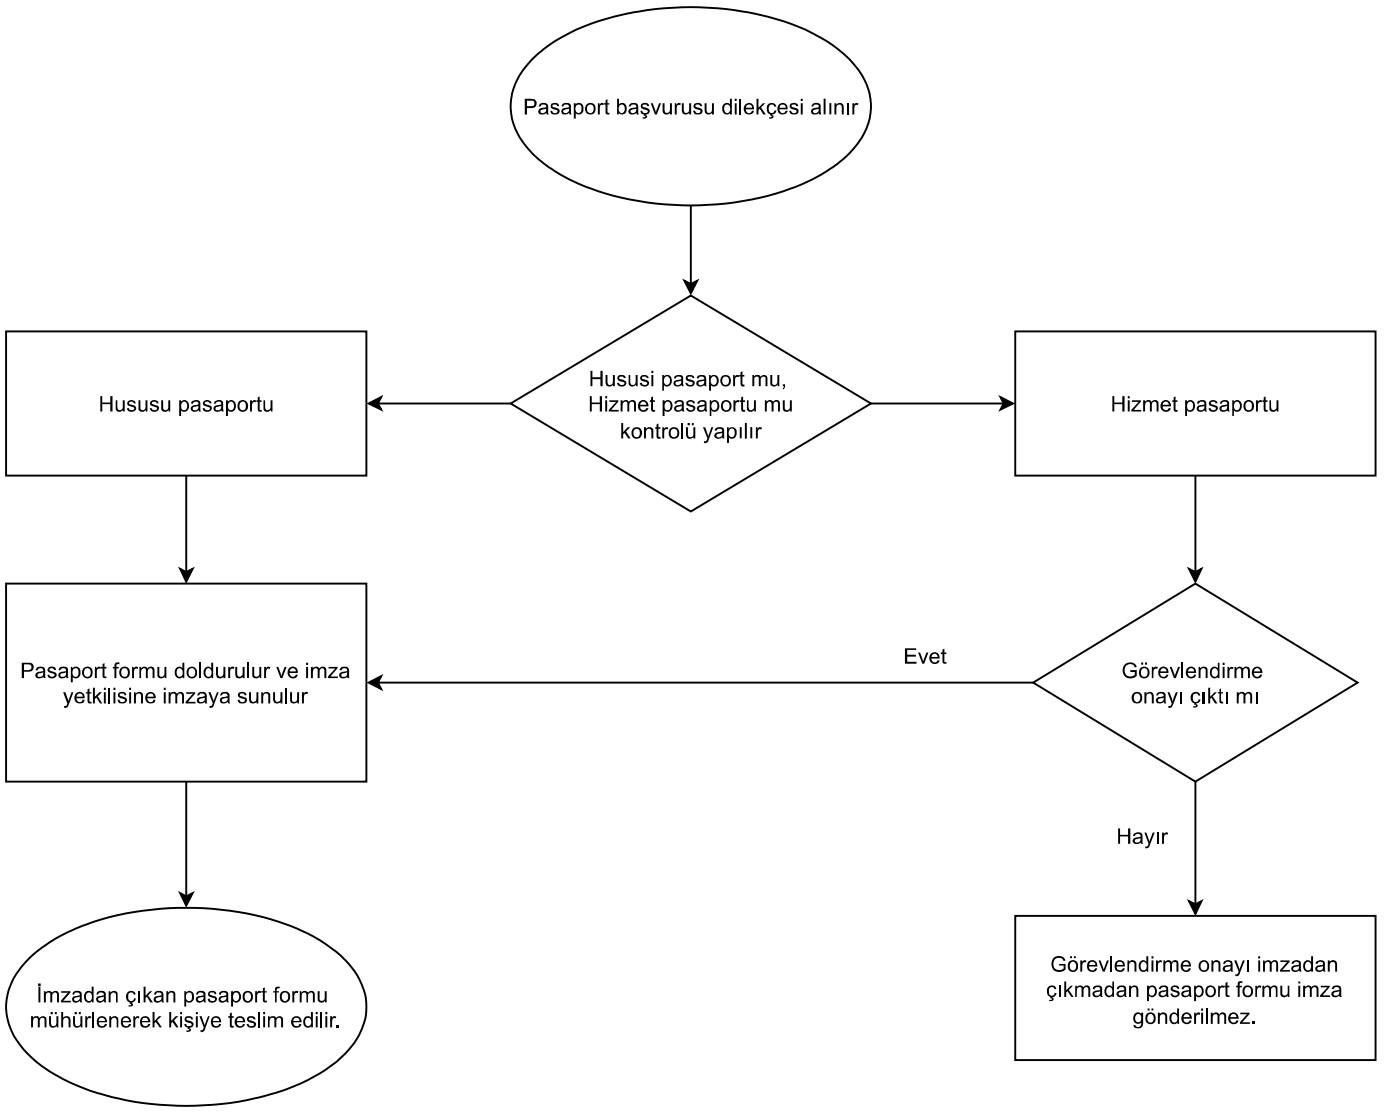 Pasaport başvurusu dilekçesi alınır
Hususi pasaport mu,
Hizmet pasaportu mu
kontrolü yapılır
Hususu pasaportu
Hizmet pasaportu
Pasaport formu doldurulur ve imza
yetkilisine imzaya sunulur
Evet
Görevlendirme
onayı çıktı mı
Hayır
İmzadan çıkan pasaport formu
mühürlenerek kişiye teslim edilir.
Görevlendirme onayı imzadan
çıkmadan pasaport formu imza
gönderilmez.